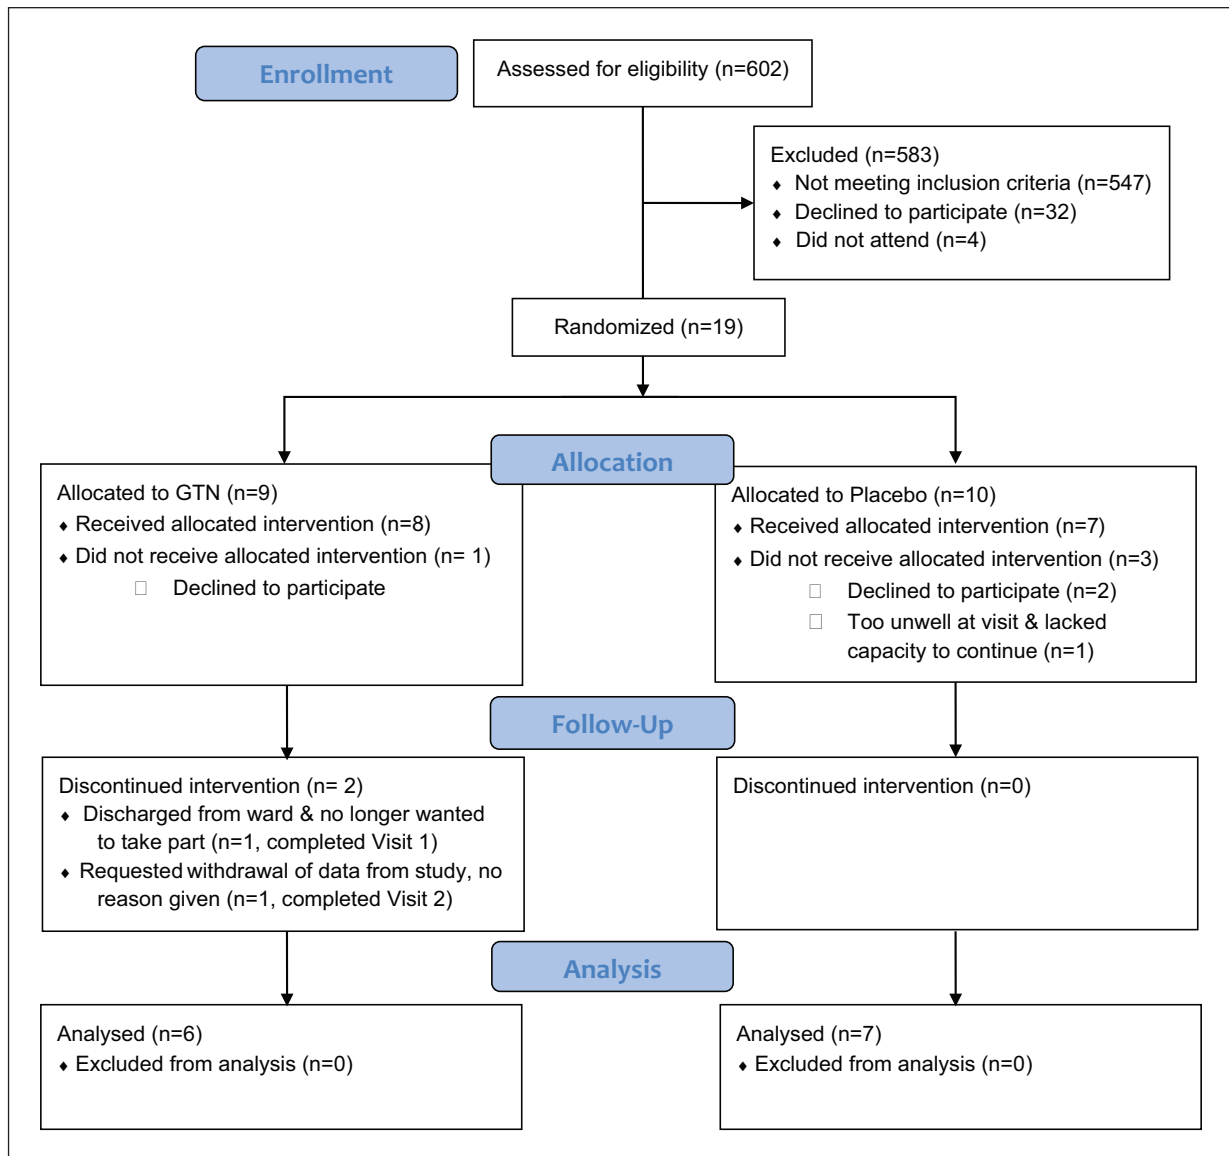 Enrollment
Assessed for eligibility (n=602)
Excluded (n=583)
♦ Not meeting inclusion criteria (n=547)
♦ Declined to participate (n=32)
♦ Did not attend (n=4)
Randomized (n=19)
Allocation
Allocated to GTN (n=9)
♦ Received allocated intervention (n=8)
♦ Did not receive allocated intervention (n= 1)
□ Declined to participate
Allocated to Placebo (n=10)
♦ Received allocated intervention (n=7)
♦ Did not receive allocated intervention (n=3)
□ Declined to participate (n=2)
□ Too unwell at visit & lacked
capacity to continue (n=1)
Follow-Up
Discontinued intervention (n= 2)
♦ Discharged from ward & no longer wanted
to take part (n=1, completed Visit 1)
♦ Requested withdrawal of data from study, no
reason given (n=1, completed Visit 2)
Discontinued intervention (n=0)
Analysis
Analysed (n=6)
♦ Excluded from analysis (n=0)
Analysed (n=7)
♦ Excluded from analysis (n=0)